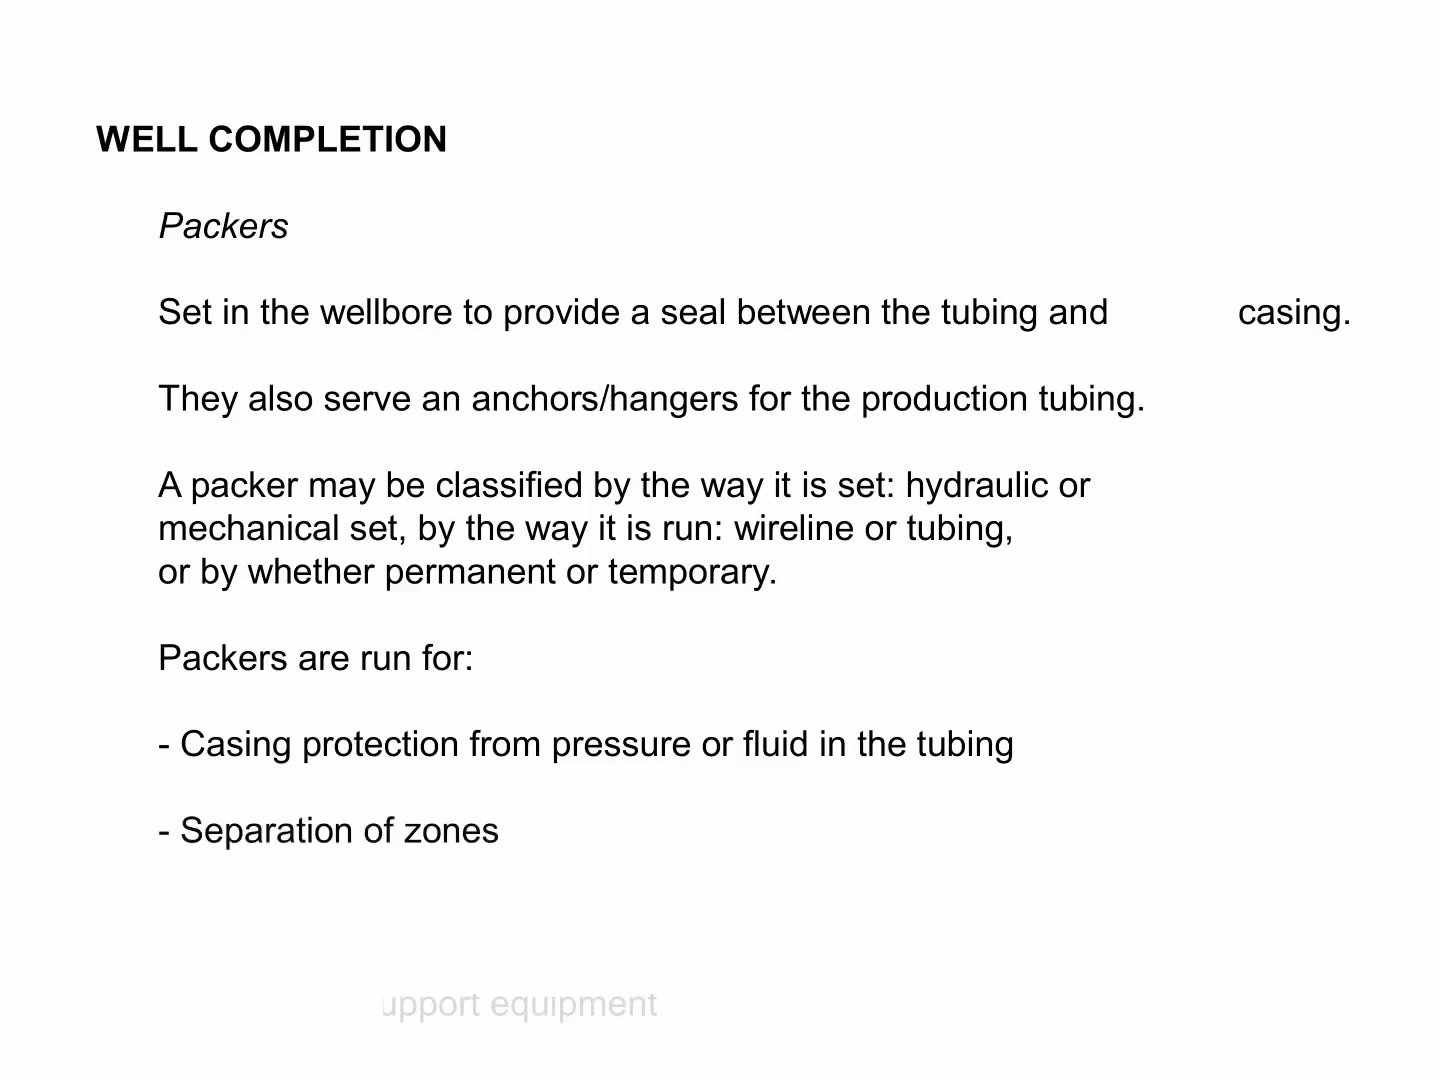 WELL COMPLETION
Packers
Set in the wellbore to provide a seal between the tubing and casing.
They also serve an anchors/hangers for the production tubing.
A packer may be classified by the way it is set: hydraulic or
mechanical set, by the way it is run: wireline or tubing,
or by whether permanent or temporary.
Packers are run for:
- Casing protection from pressure or fluid in the tubing
- Separation of zones
upport equipment